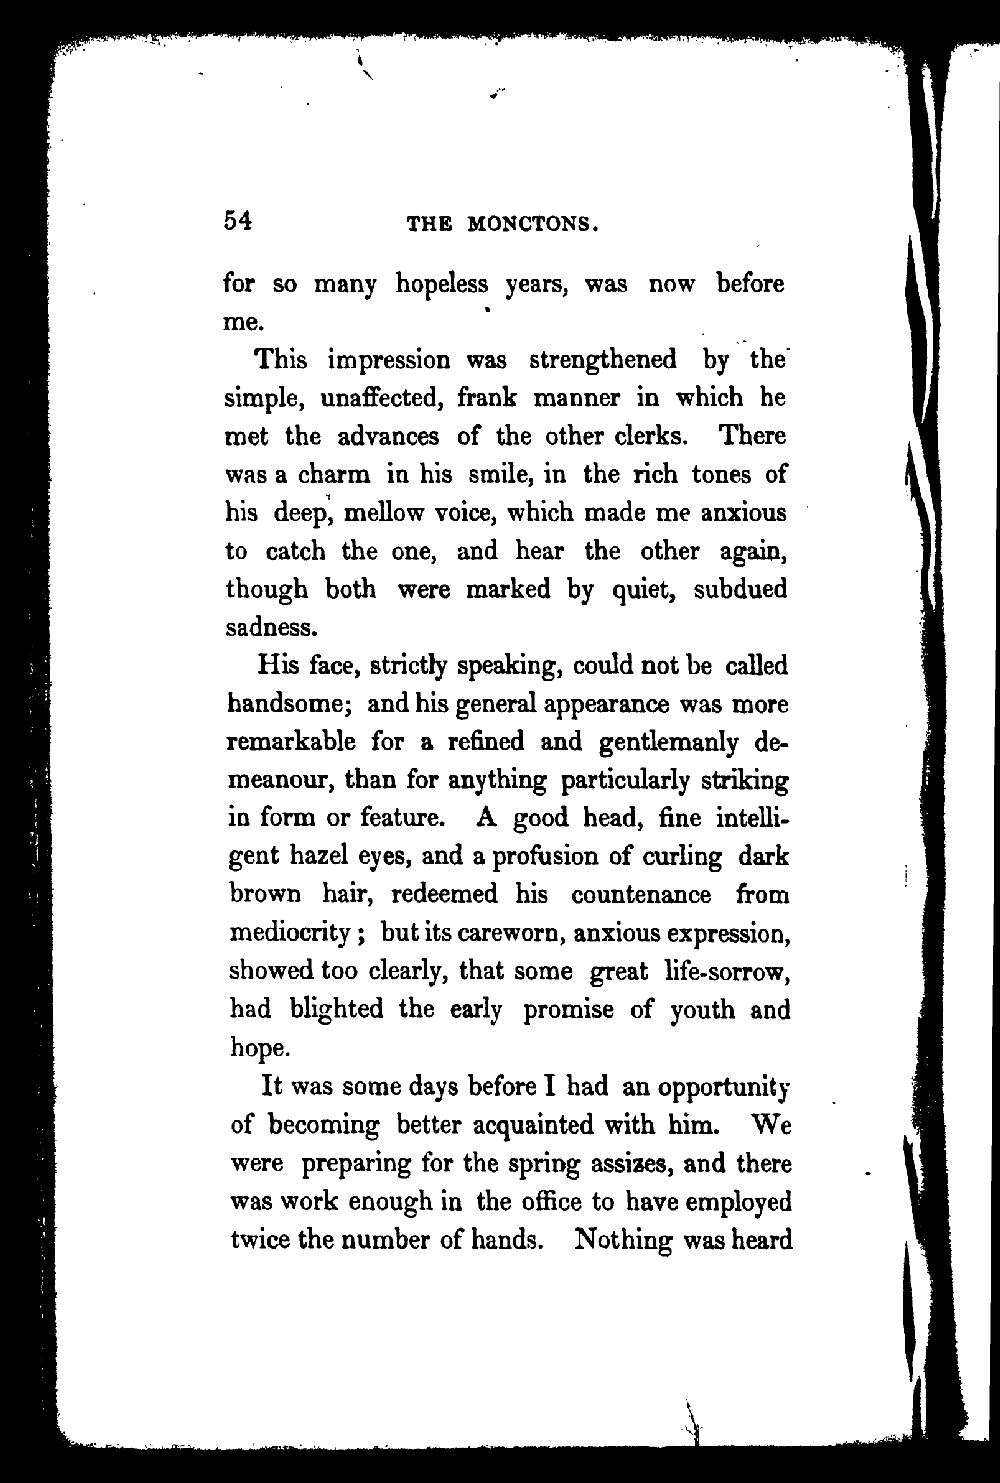 54 THE MONCTONS.
for so many hopeless years, was now before
me.
This impression was strengthened by the
simple, unaffected, frank manner in which he
met the advances of the other clerks. There
was a charm in his smile, in the rich tones of
his deep, mellow voice, which made me anxious
to catch the one, and hear the other again,
though both were marked by quiet, subdued
sadness.
His face, strictly speaking, could not be called
handsome; and his general appearance was more
remarkable for a refined and gentlemanly de-
meanour, than for anything particularly striking
in form or feature. A good head, fine intelli-
gent hazel eyes, and a profusion of curling dark
brown hair, redeemed his countenance from
mediocrity; but its careworn, anxious expression,
showed too clearly, that some great life-sorrow,
had blighted the early promise of youth and
hope.
It was some days before I had an opportunity
of becoming better acquainted with him. We
were preparing for the spring assizes, and there
was work enough in the office to have employed
twice the number of hands. Nothing was heard